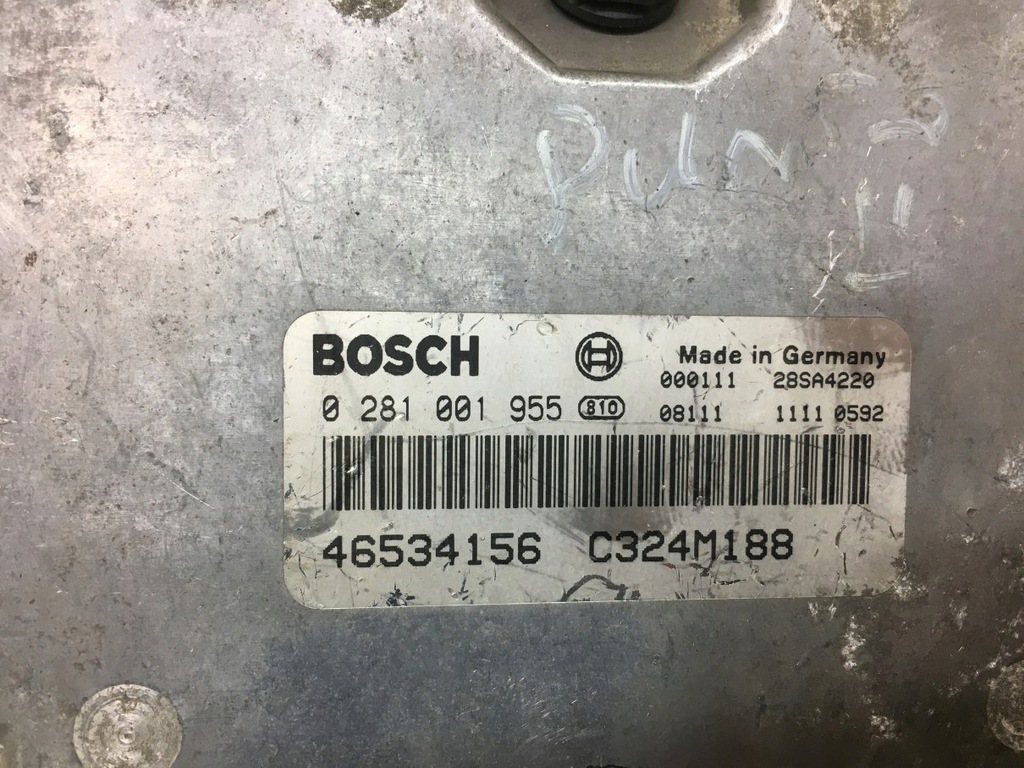 BOSCH Made in Germany
000111 28SA4220
0 281 001 955 810 08111 1111 0592
46534156 C324M188